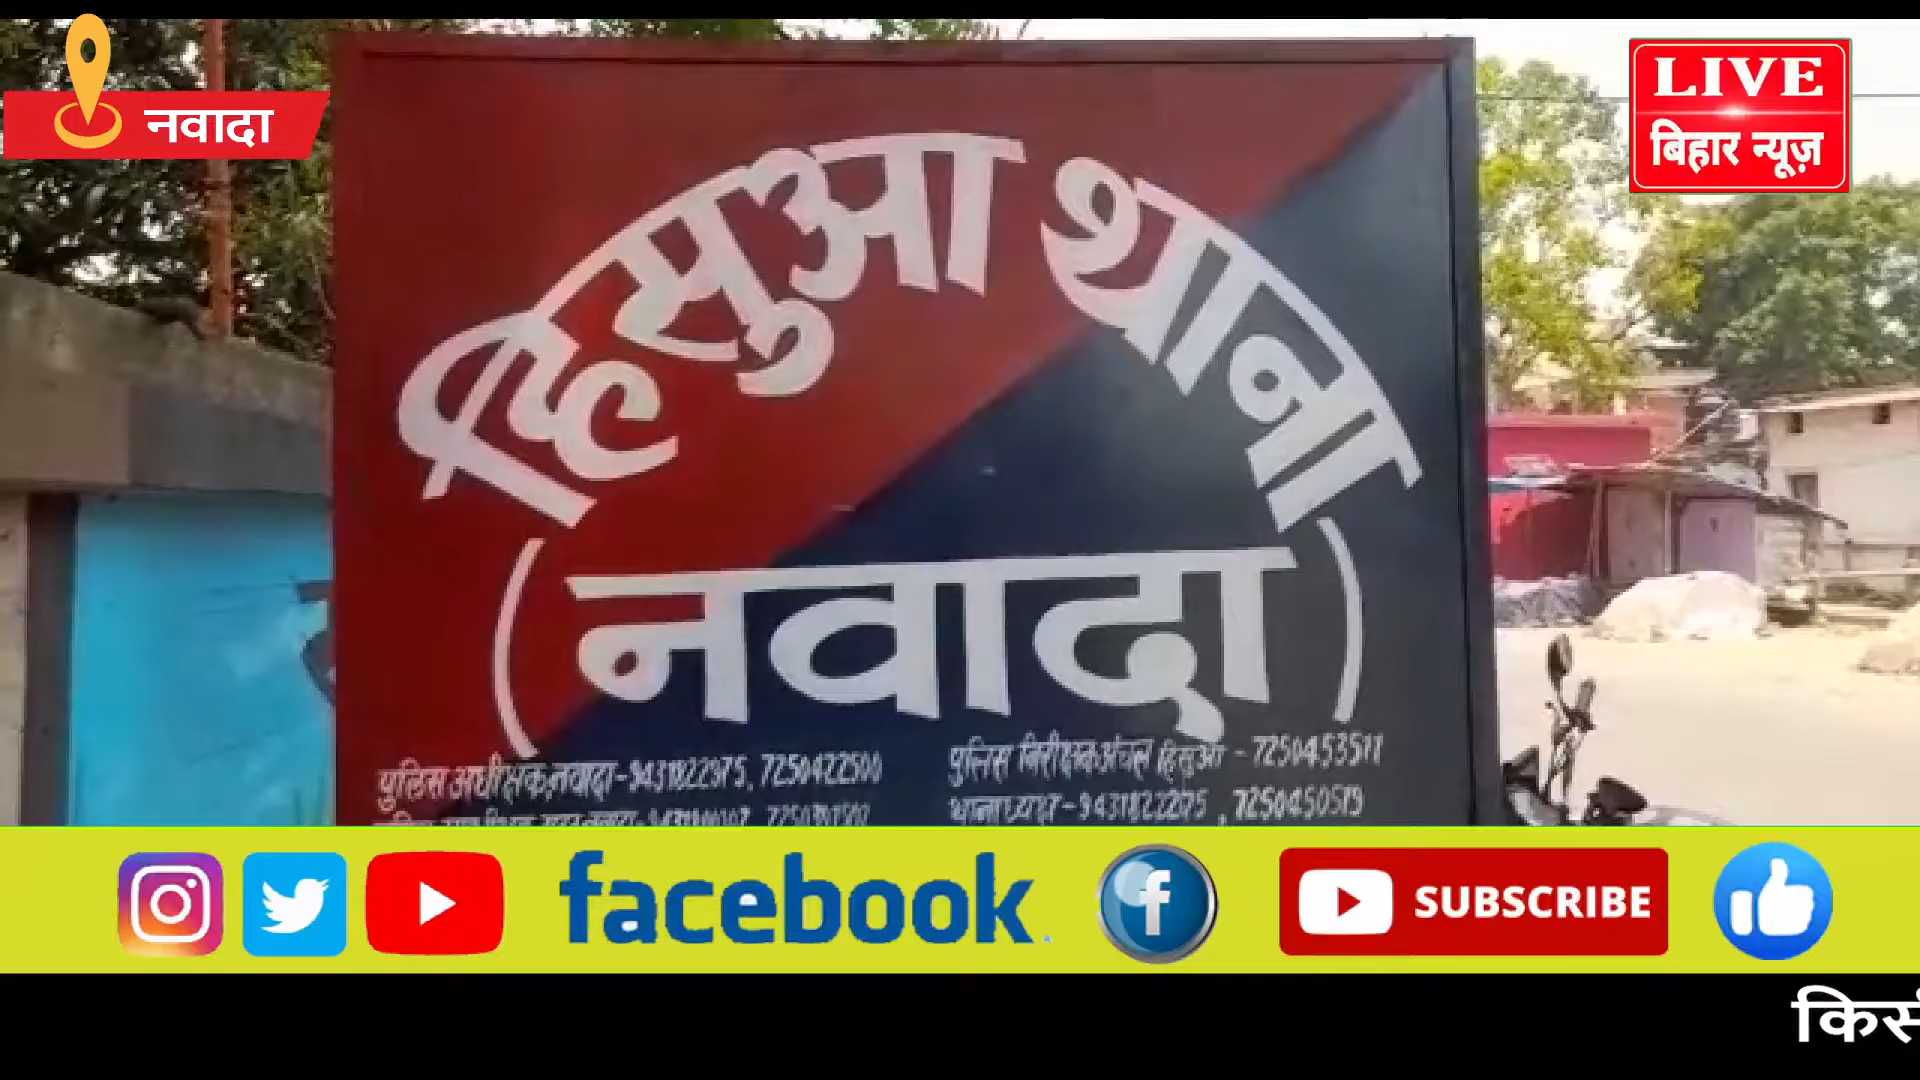 नवादा
LIVE
बिहार न्यूज़
हिसुआ थाना
(नवादा)
पुलिस अधीक्षक, नवादा-9431822975, 7250422500
पुलिस निरीक्षक अंचल हिसुआ - 7250453511
थानाध्यक्ष-9431822275, 7250450519
facebook
SUBSCRIBE